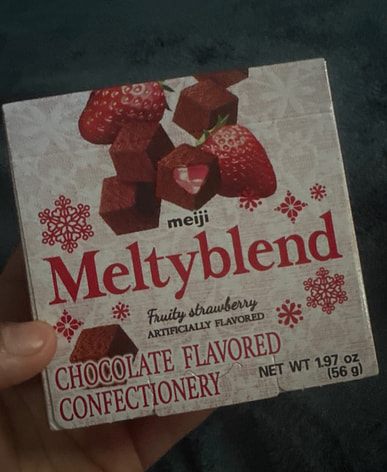 meiji
Meltyblend
Fruity strawberry
ARTIFICIALLY FLAVORED
CHOCOLATE FLAVORED
CONFECTIONERY
NET WT 1.97 oz
(56 g)